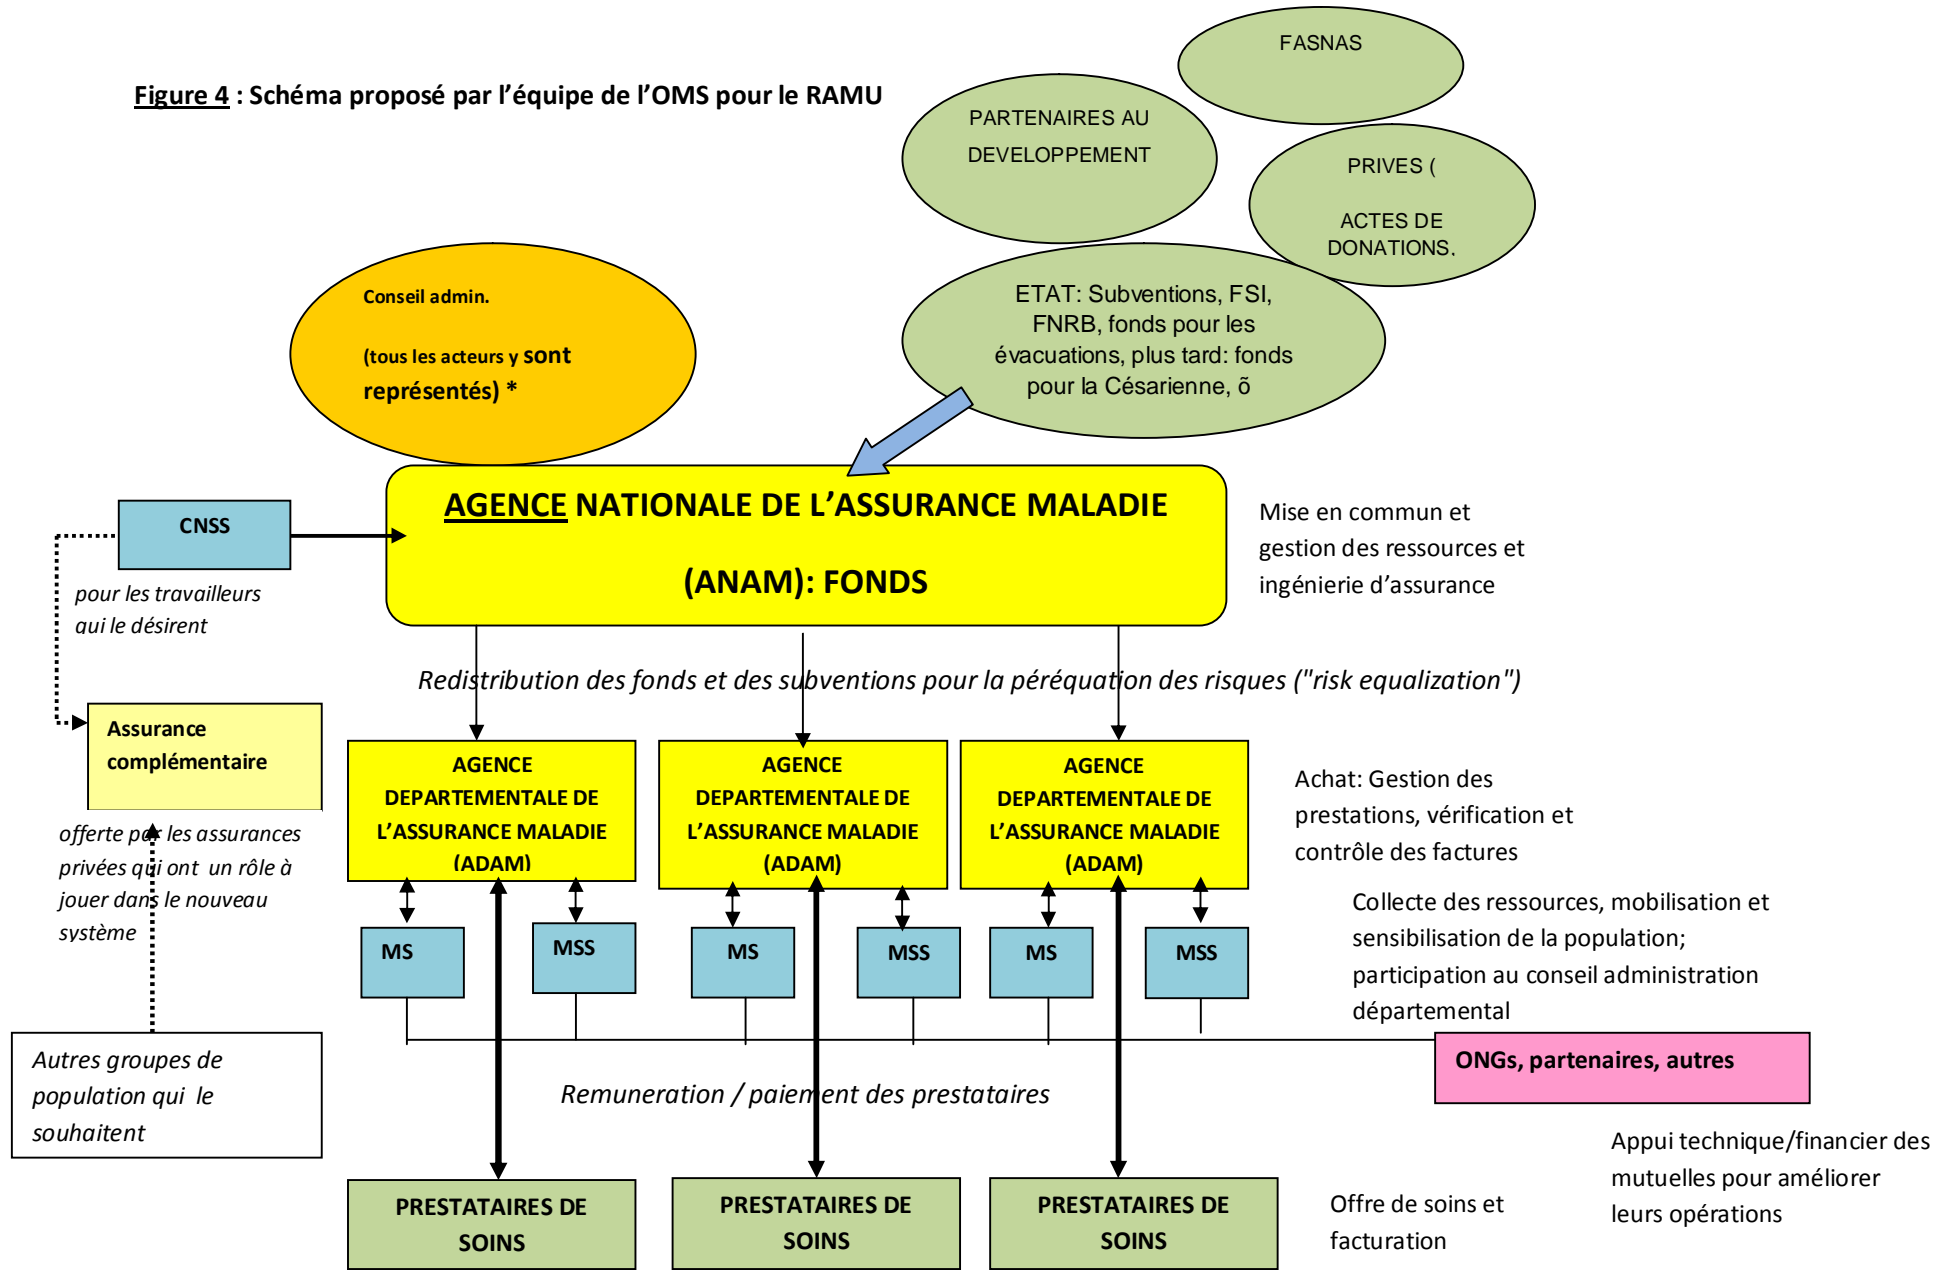 FASNAS
Figure 4 : Schéma proposé par l’équipe de l’OMS pour le RAMU
PARTENAIRES AU
DEVELOPPEMENT
PRIVES (
ACTES DE
DONATIONS.
Conseil admin.
(tous les acteurs y sont
représentés) *
ETAT: Subventions, FSI,
FNRB, fonds pour les
évacuations, plus tard: fonds
pour la Césarienne, õ
AGENCE NATIONALE DE L’ASSURANCE MALADIE
(ANAM): FONDS
CNSS
pour les travailleurs
qui le désirent
Mise en commun et
gestion des ressources et
ingénierie d’assurance
Redistribution des fonds et des subventions pour la péréquation des risques ("risk equalization")
Assurance
complémentaire
offerte par les assurances
privées qui ont un rôle à
jouer dans le nouveau
système
AGENCE
DEPARTEMENTALE DE
L’ASSURANCE MALADIE
(ADAM)
AGENCE
DEPARTEMENTALE DE
L’ASSURANCE MALADIE
(ADAM)
AGENCE
DEPARTEMENTALE DE
L’ASSURANCE MALADIE
(ADAM)
Achat: Gestion des
prestations, vérification et
contrôle des factures
MS
MSS
MS
MSS
MS
MSS
Collecte des ressources, mobilisation et
sensibilisation de la population;
participation au conseil administration
départemental
Autres groupes de
population qui le
souhaitent
ONGs, partenaires, autres
Remuneration / paiement des prestataires
Appui technique/financier des
mutuelles pour améliorer
leurs opérations
PRESTATAIRES DE
SOINS
PRESTATAIRES DE
SOINS
PRESTATAIRES DE
SOINS
Offre de soins et
facturation